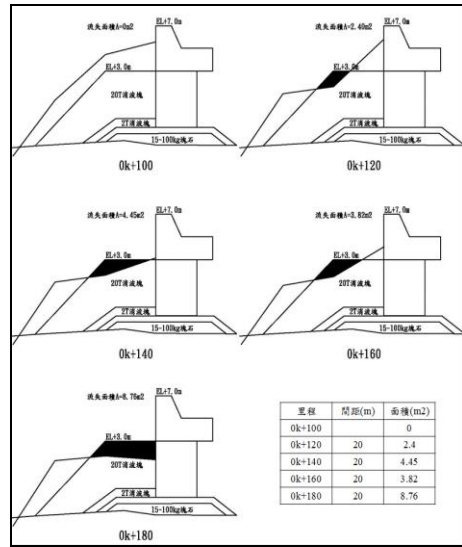 流失面積A=0m2
EL+7.0m
EL+3.0m
20T消波塊
2T消波塊
15-100kg塊石
0k+100
流失面積A=2.40m2
EL+7.0m
EL+3.0m
20T消波塊
2T消波塊
15-100kg塊石
0k+120
流失面積A=4.45m2
EL+7.0m
EL+3.0m
20T消波塊
2T消波塊
15-100kg塊石
0k+140
流失面積A=3.82m2
EL+7.0m
EL+3.0m
20T消波塊
2T消波塊
15-100kg塊石
0k+160
流失面積A=8.76m2
EL+7.0m
EL+3.0m
20T消波塊
2T消波塊
15-100kg塊石
0k+180
里程 間距(m) 面積(m2)
0k+100 0
0k+120 20 2.4
0k+140 20 4.45
0k+160 20 3.82
0k+180 20 8.76